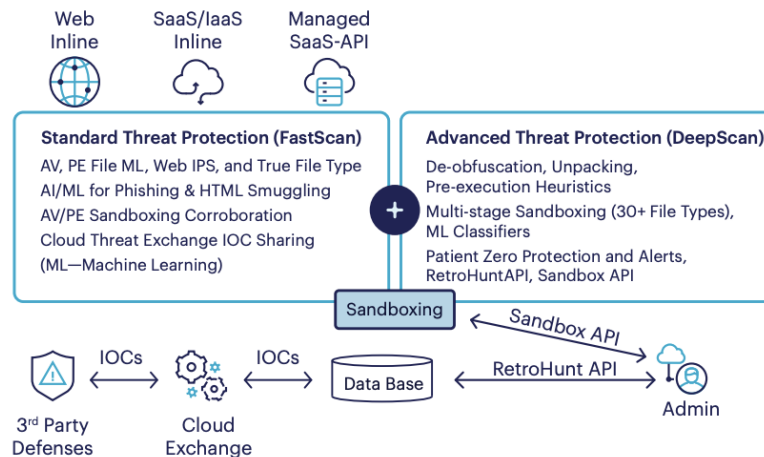 Web
Inline
SaaS/IaaS
Inline
Managed
SaaS-API
Standard Threat Protection (FastScan)
AV, PE File ML, Web IPS, and True File Type
AI/ML for Phishing & HTML Smuggling
AV/PE Sandboxing Corroboration
Cloud Threat Exchange IOC Sharing
(ML—Machine Learning)
+
Advanced Threat Protection (DeepScan)
De-obfuscation, Unpacking,
Pre-execution Heuristics
Multi-stage Sandboxing (30+ File Types),
ML Classifiers
Patient Zero Protection and Alerts,
RetroHuntAPI, Sandbox API
Sandboxing
Sandbox API
IOCs
IOCs
Data Base
RetroHunt API
3rd Party
Defenses
Cloud
Exchange
Admin